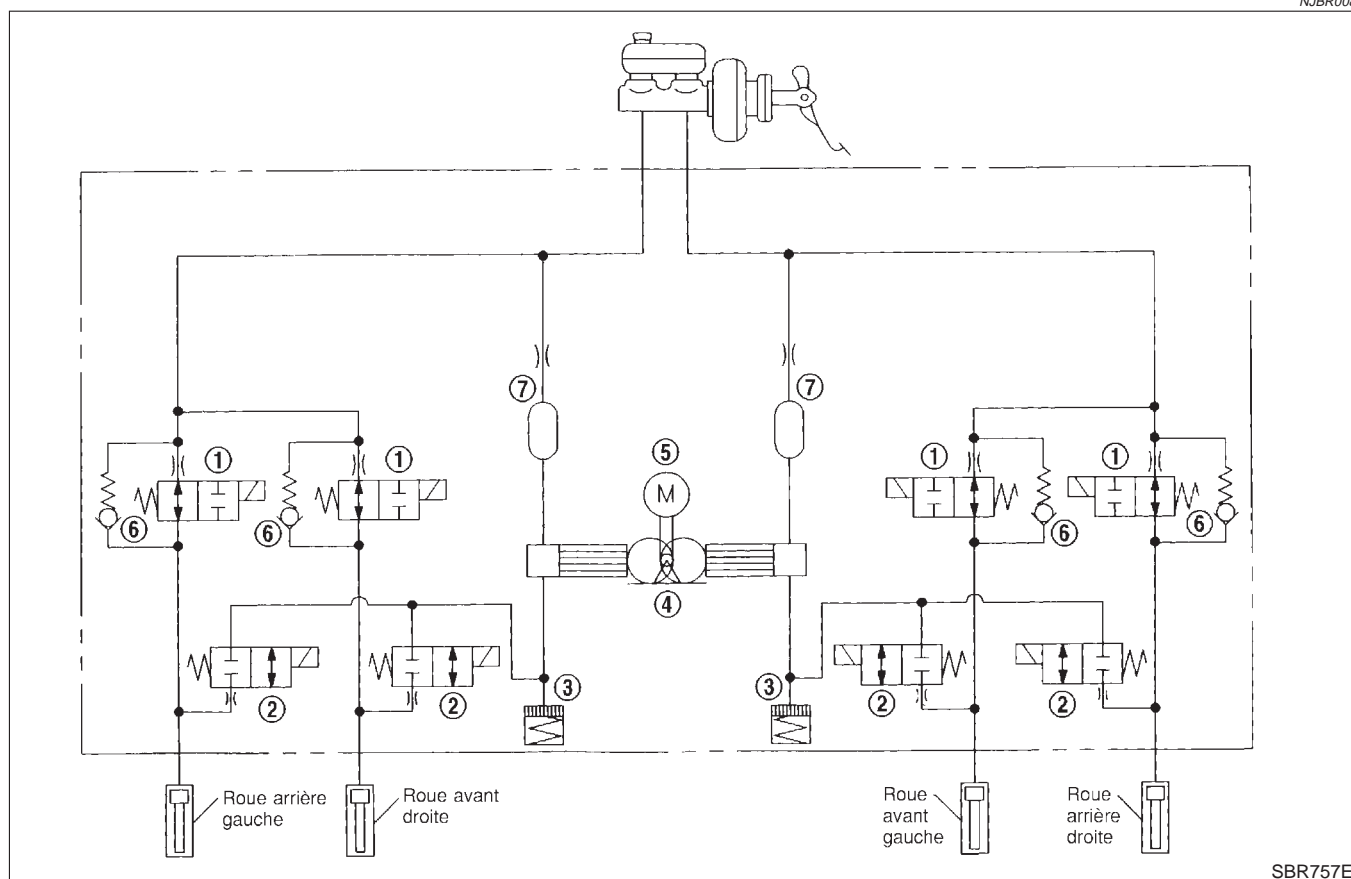 ⑦
⑦
⑤
M
①
①
①
①
⑥
⑥
⑥
⑥
④
②
②
③
③
②
②
Roue arrière
gauche
Roue avant
droite
Roue
avant
gauche
Roue
arrière
droite
SBR757E